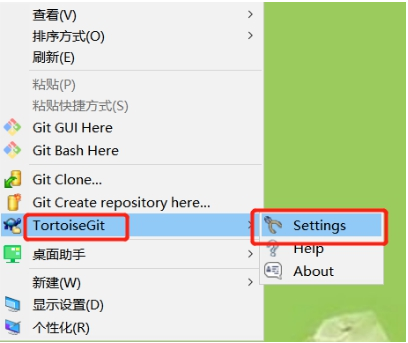 查看(V)
排序方式(O)
刷新(E)
粘贴(P)
粘贴快捷方式(S)
Git GUI Here
Git Bash Here
Git Clone...
Git Create repository here...
TortoiseGit
Settings
Help
桌面助手
About
新建(W)
显示设置(D)
个性化(R)